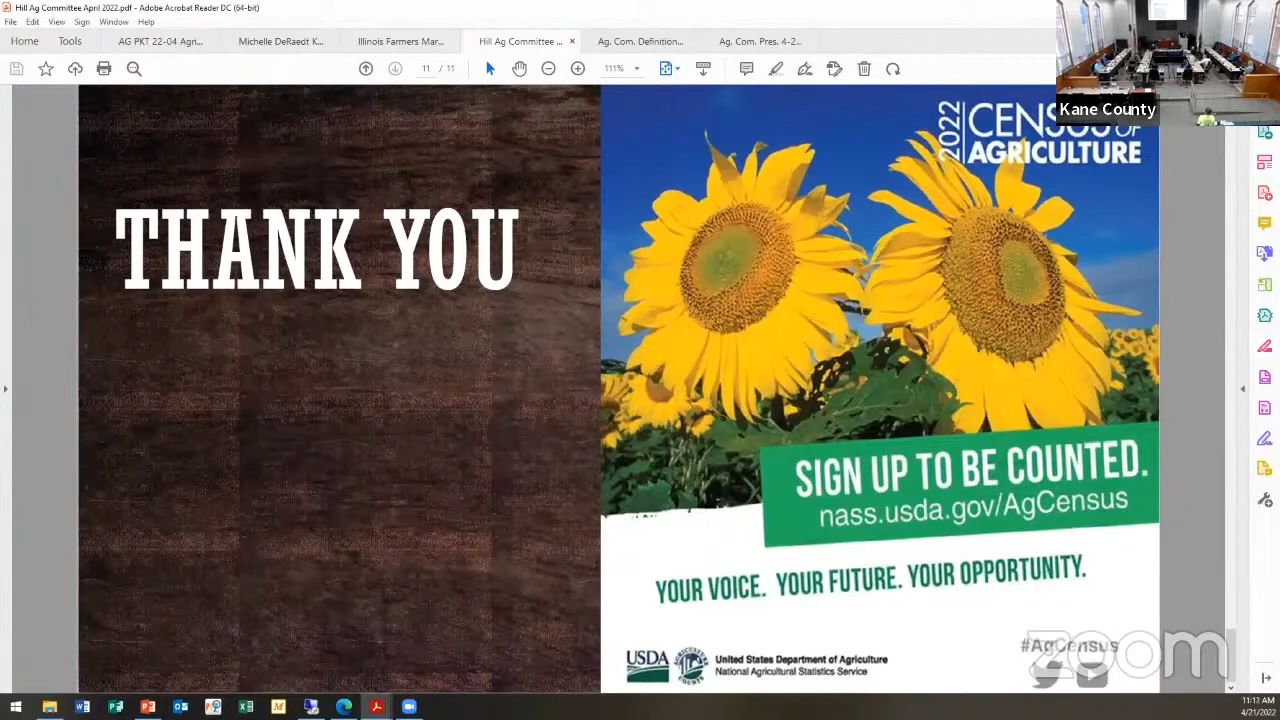 Hill Ag Committee April 2022.pdf - Adobe Acrobat Reader DC (64-bit)
File Edit View Sign Window Help
Home Tools AG PKT 22-04 Agri... Michelle DeRaedt K... Illinois Farmers Mar... Hill Ag Committee ... × Ag. Com. Definition... Ag. Com. Pres. 4-2...
11 / 11 111%
Kane County
THANK YOU
2022
CENSUS OF
AGRICULTURE
SIGN UP TO BE COUNTED.
nass.usda.gov/AgCensus
YOUR VOICE. YOUR FUTURE. YOUR OPPORTUNITY.
USDA
United States Department of Agriculture
National Agricultural Statistics Service
#AgCensus
zoom
11:12 AM
4/21/2022